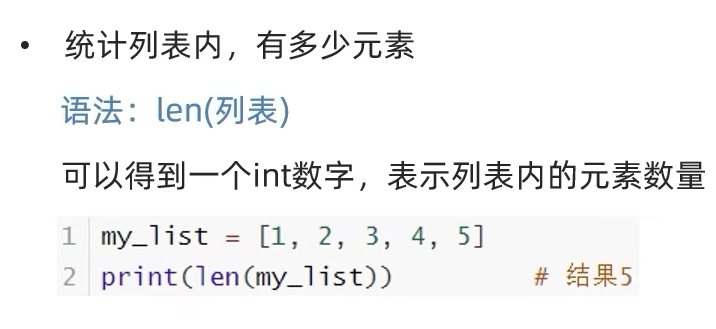 • 统计列表内，有多少元素
语法：len(列表)
可以得到一个int数字，表示列表内的元素数量
1 my_list = [1, 2, 3, 4, 5]
2 print(len(my_list)) # 结果5